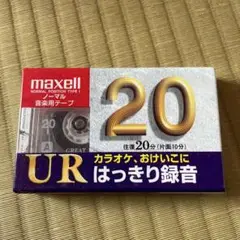 maxell
NORMAL POSITION TYPE I
ノーマル
音楽用テープ
20
20
A
GREAT
往復20分(片面10分)
UR
カラオケ、おけいこに
はっきり録音